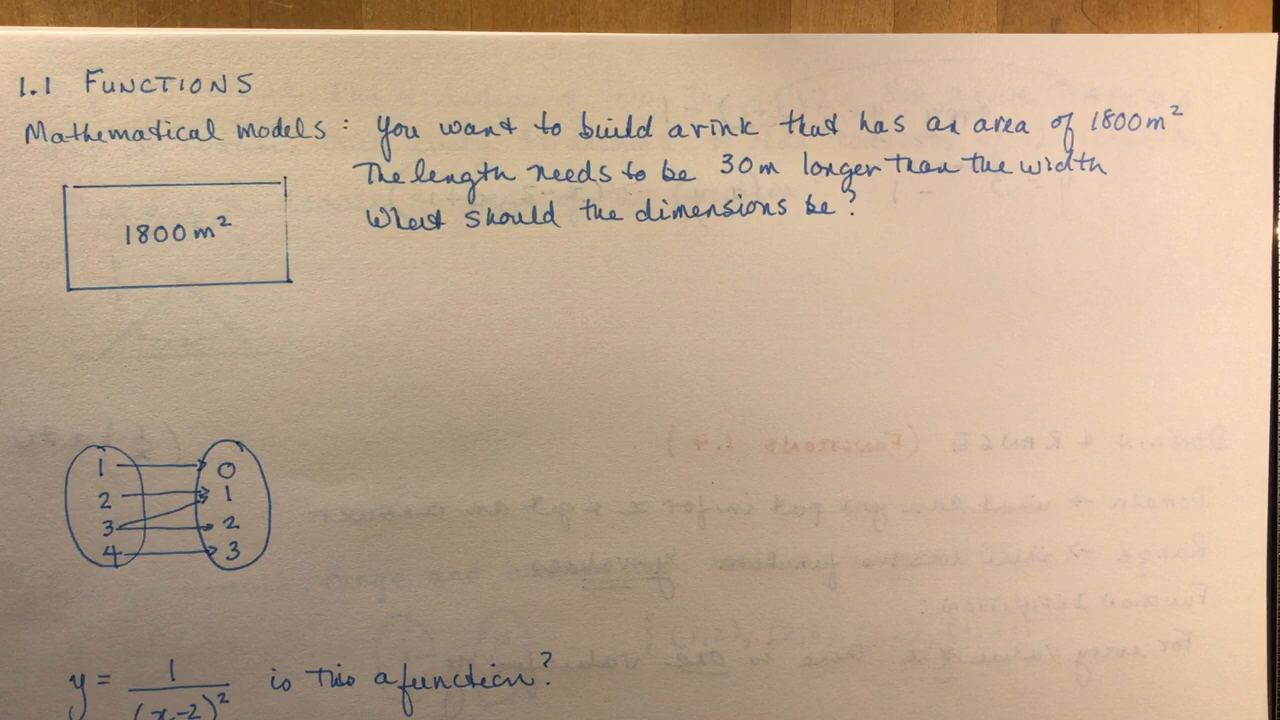 1.1 FUNCTIONS
Mathematical models : You want to build a rink that has an area of 1800m²
The length needs to be 30m longer than the width
What should the dimensions be?
1800m²
1 0
2 1
3 2
4 3
y = 1/(x-2)² is this a function?